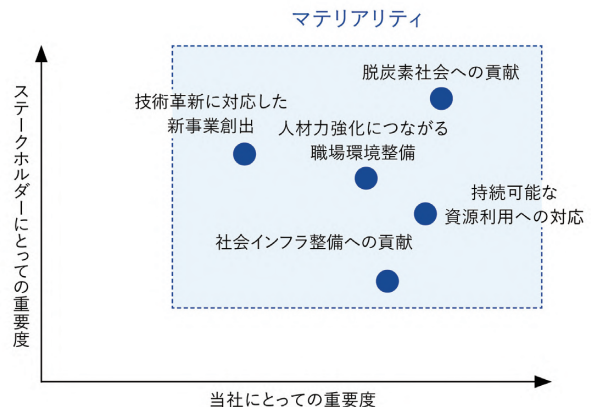 マテリアリティ
脱炭素社会への貢献
技術革新に対応した
新事業創出
人材力強化につながる
職場環境整備
持続可能な
資源利用への対応
社会インフラ整備への貢献
ステークホルダーにとっての重要度
当社にとっての重要度